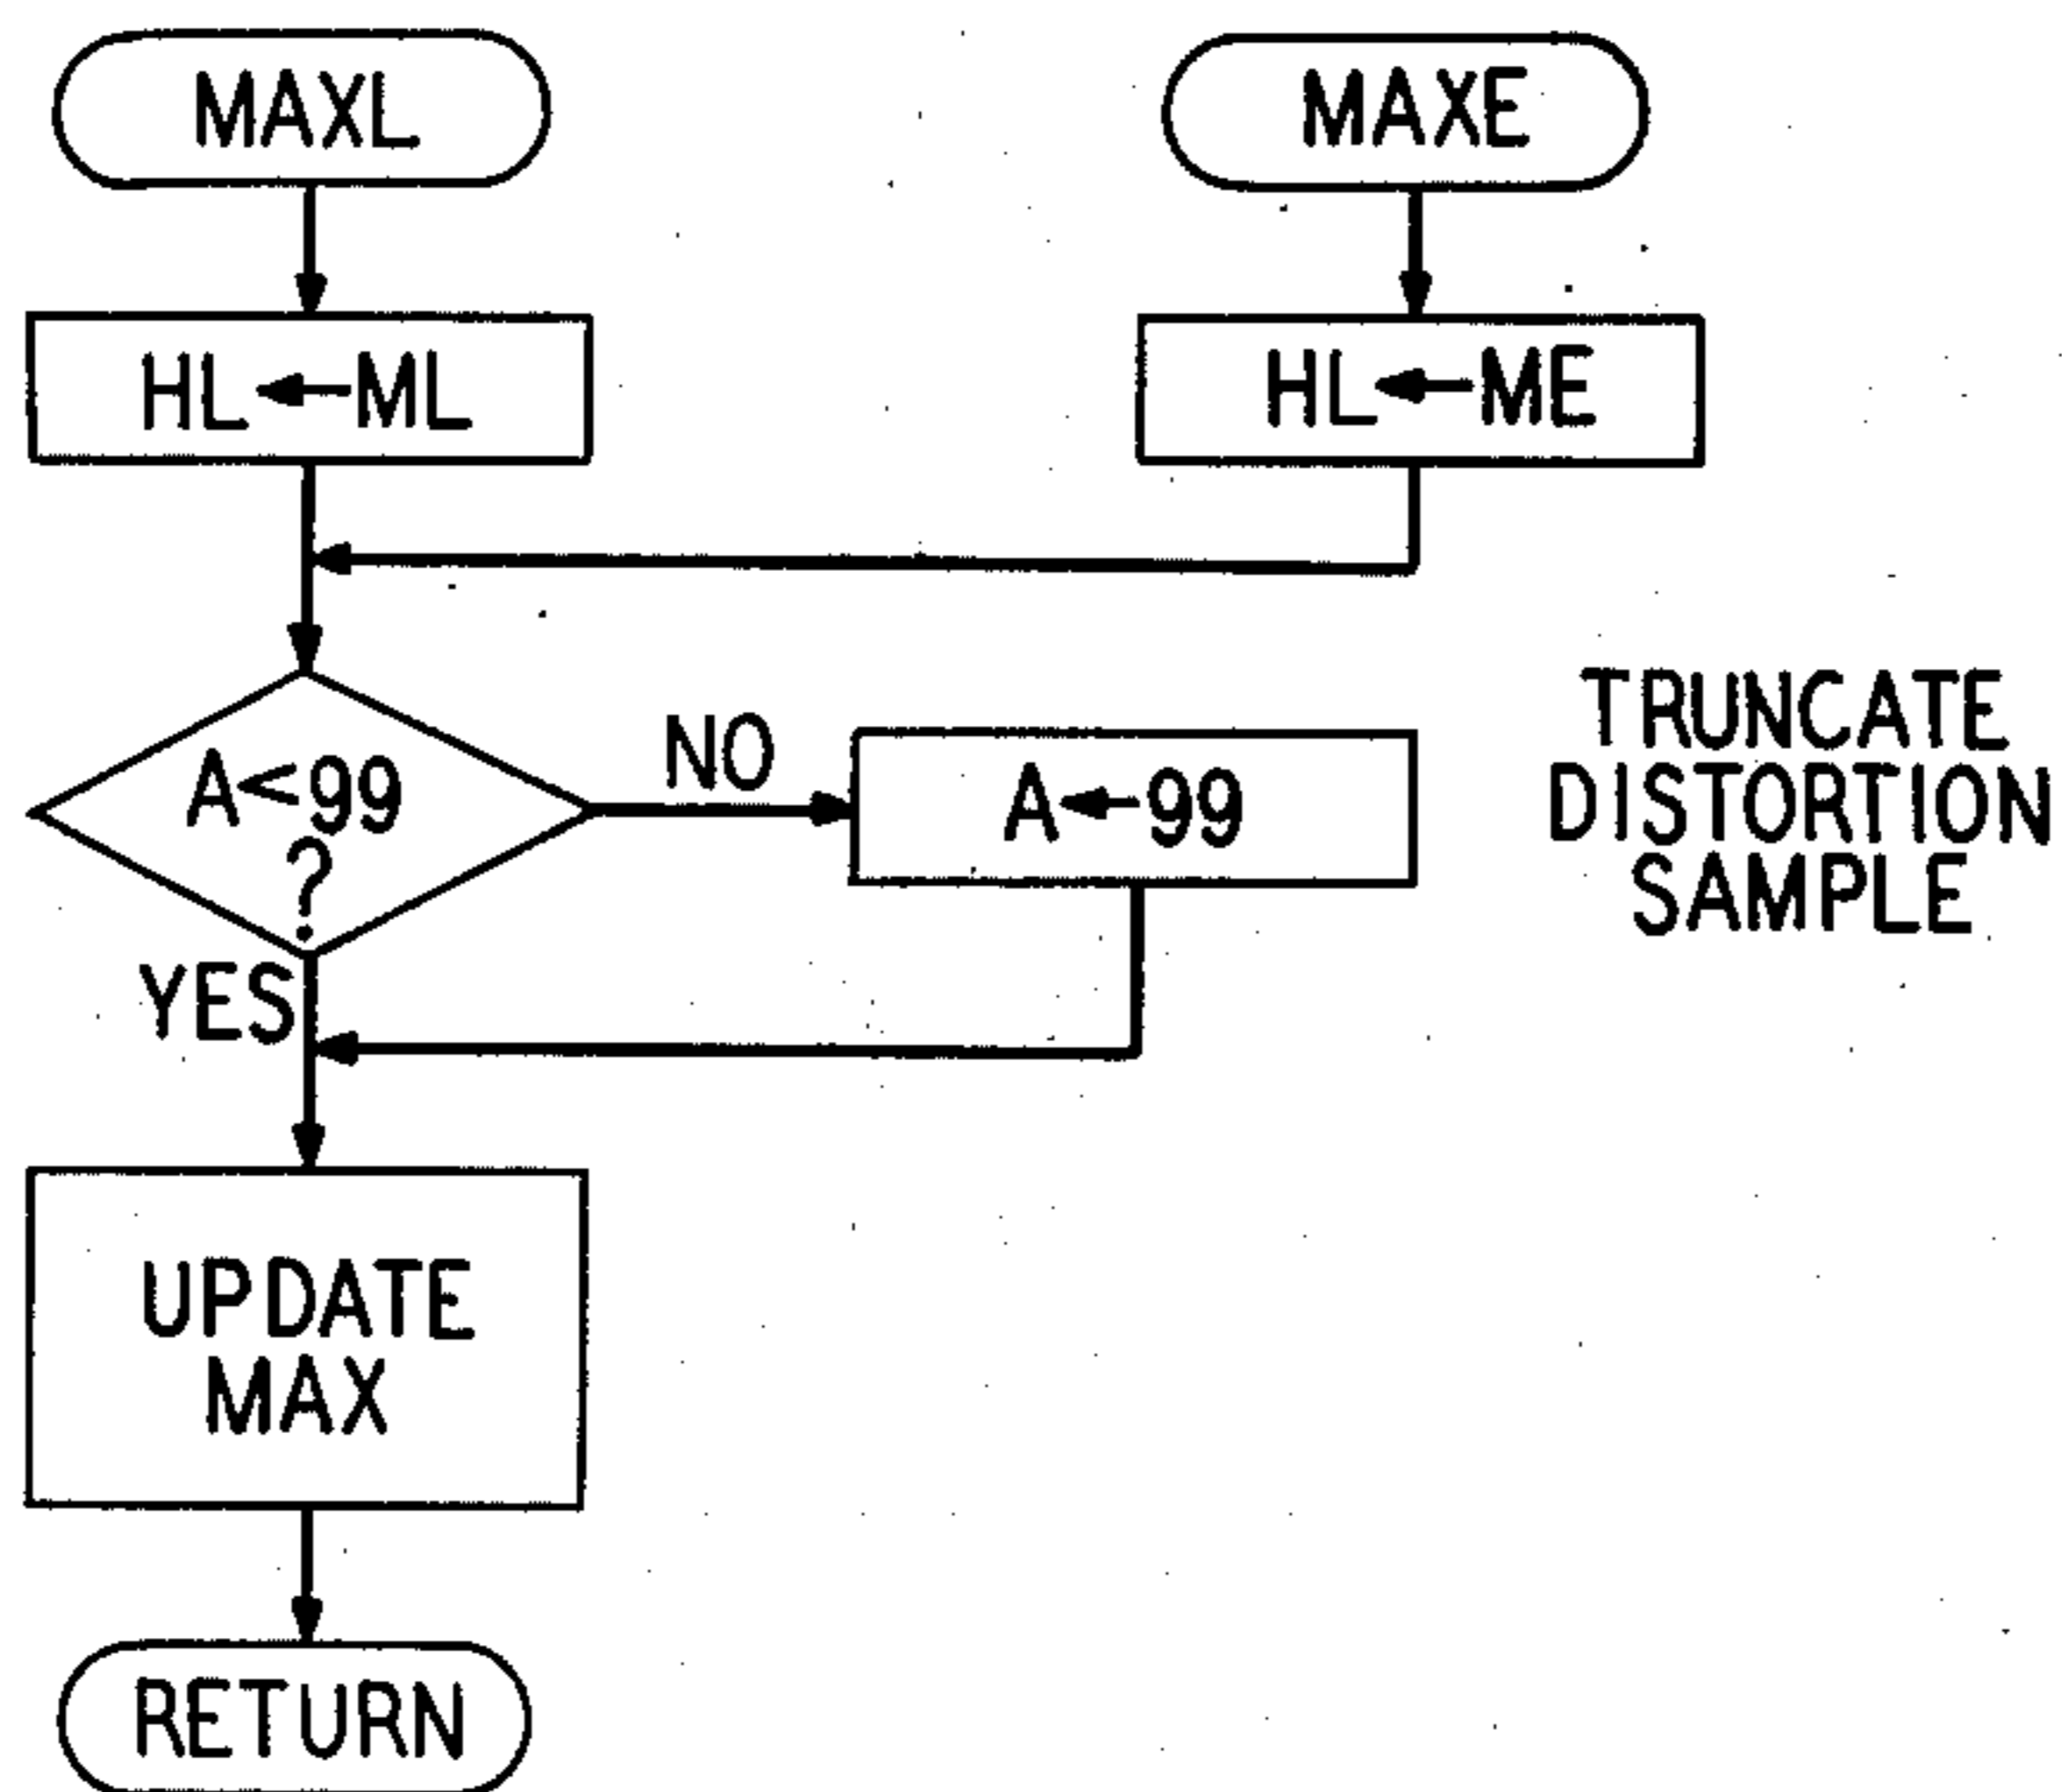 MAXL
MAXE
HL←ML
HL←ME
A<99
?
NO
A←99
TRUNCATE
DISTORTION
SAMPLE
YES
UPDATE
MAX
RETURN